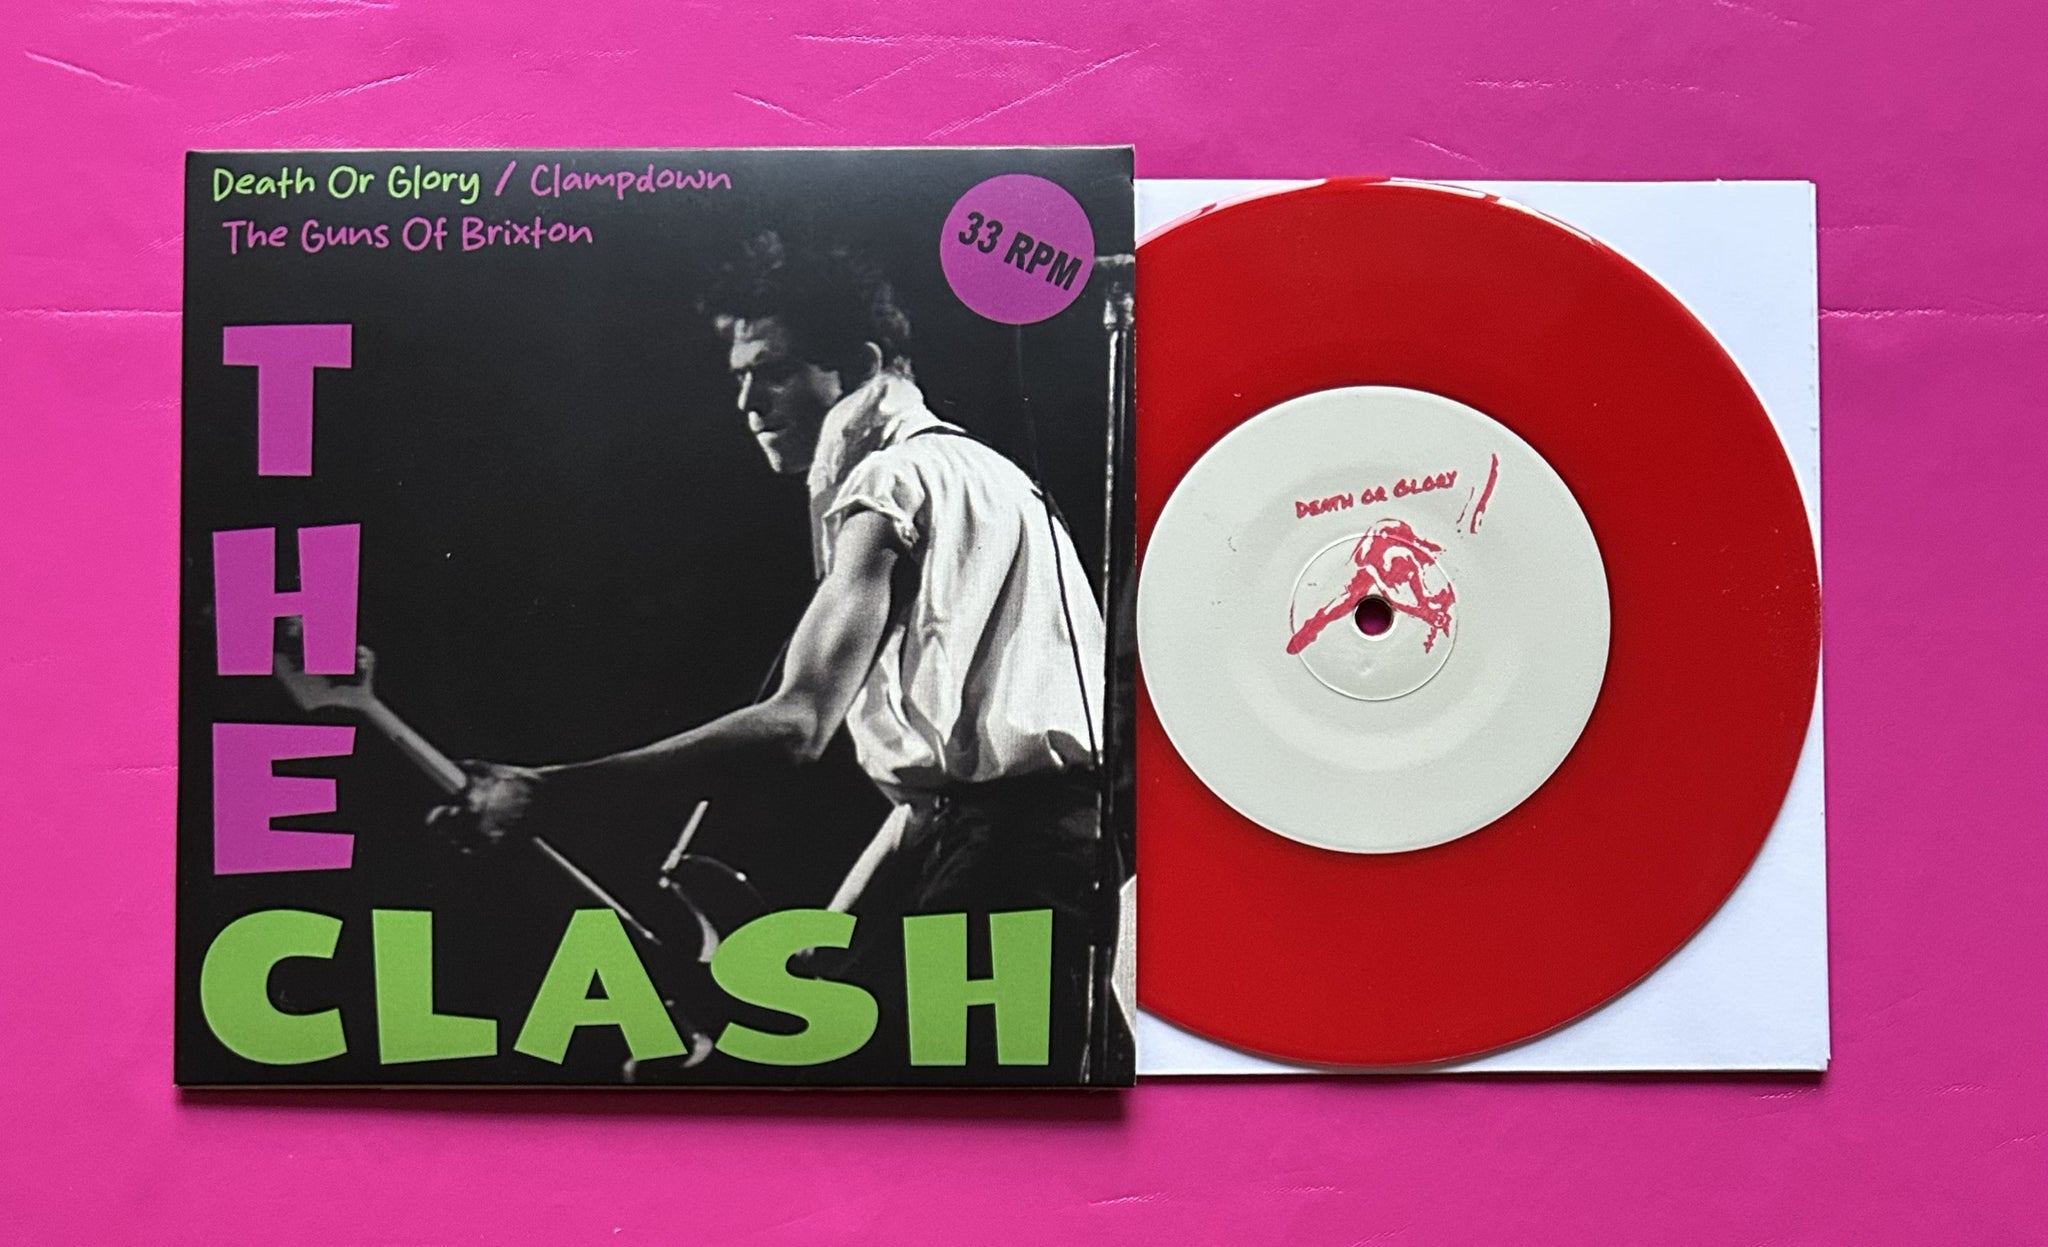 Death Or Glory / Clampdown
The Guns Of Brixton
33 RPM
THE
CLASH
DEATH OR GLORY